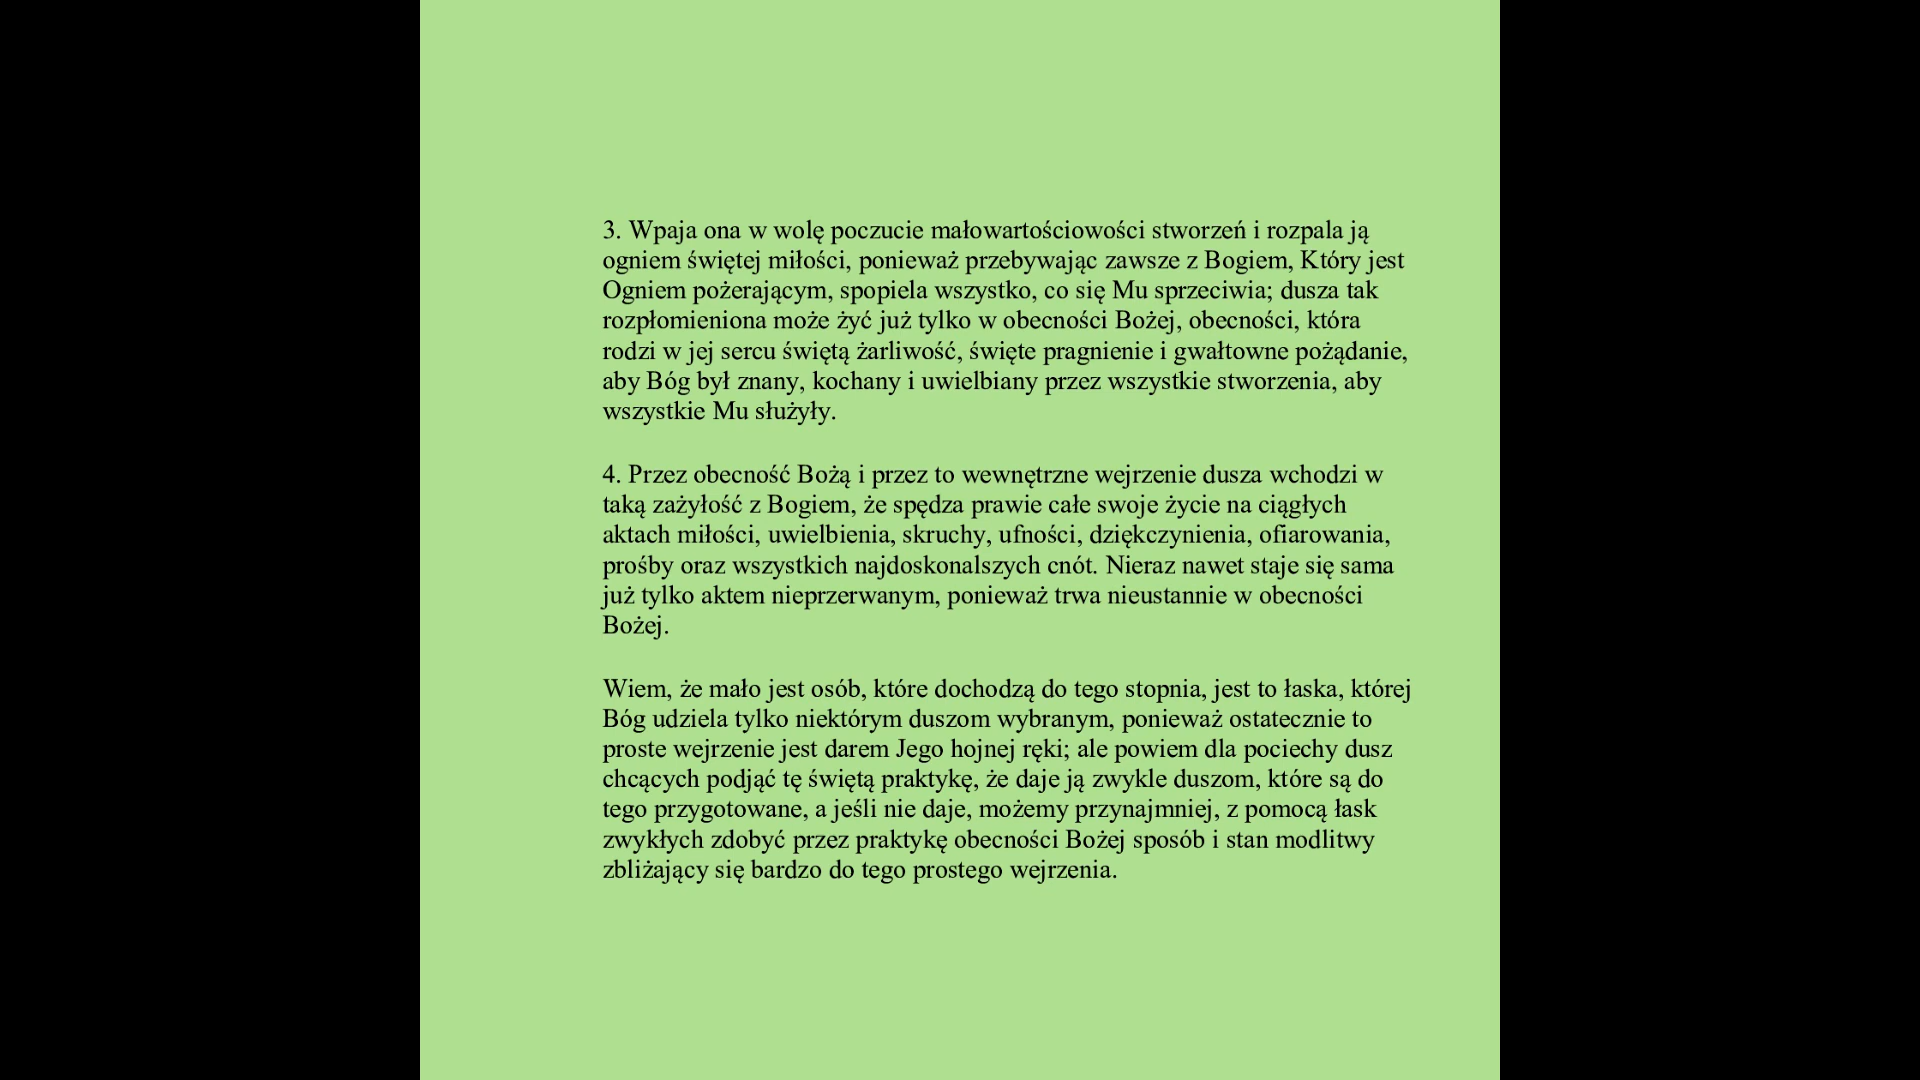 3. Wpaja ona w wolę poczucie małowartościowości stworzeń i rozpala ją
ogniem świętej miłości, ponieważ przebywając zawsze z Bogiem, Który jest
Ogniem pożerającym, spopiela wszystko, co się Mu sprzeciwia; dusza tak
rozpłomieniona może żyć już tylko w obecności Bożej, obecności, która
rodzi w jej sercu świętą żarliwość, święte pragnienie i gwałtowne pożądanie,
aby Bóg był znany, kochany i uwielbiany przez wszystkie stworzenia, aby
wszystkie Mu służyły.
4. Przez obecność Bożą i przez to wewnętrzne wejrzenie dusza wchodzi w
taką zażyłość z Bogiem, że spędza prawie całe swoje życie na ciągłych
aktach miłości, uwielbienia, skruchy, ufności, dziękczynienia, ofiarowania,
prośby oraz wszystkich najdoskonalszych cnót. Nieraz nawet staje się sama
już tylko aktem nieprzerwanym, ponieważ trwa nieustannie w obecności
Bożej.
Wiem, że mało jest osób, które dochodzą do tego stopnia, jest to łaska, której
Bóg udziela tylko niektórym duszom wybranym, ponieważ ostatecznie to
proste wejrzenie jest darem Jego hojnej ręki; ale powiem dla pociechy dusz
chcących podjąć tę świętą praktykę, że daje ją zwykle duszom, które są do
tego przygotowane, a jeśli nie daje, możemy przynajmniej, z pomocą łask
zwykłych zdobyć przez praktykę obecności Bożej sposób i stan modlitwy
zbliżający się bardzo do tego prostego wejrzenia.